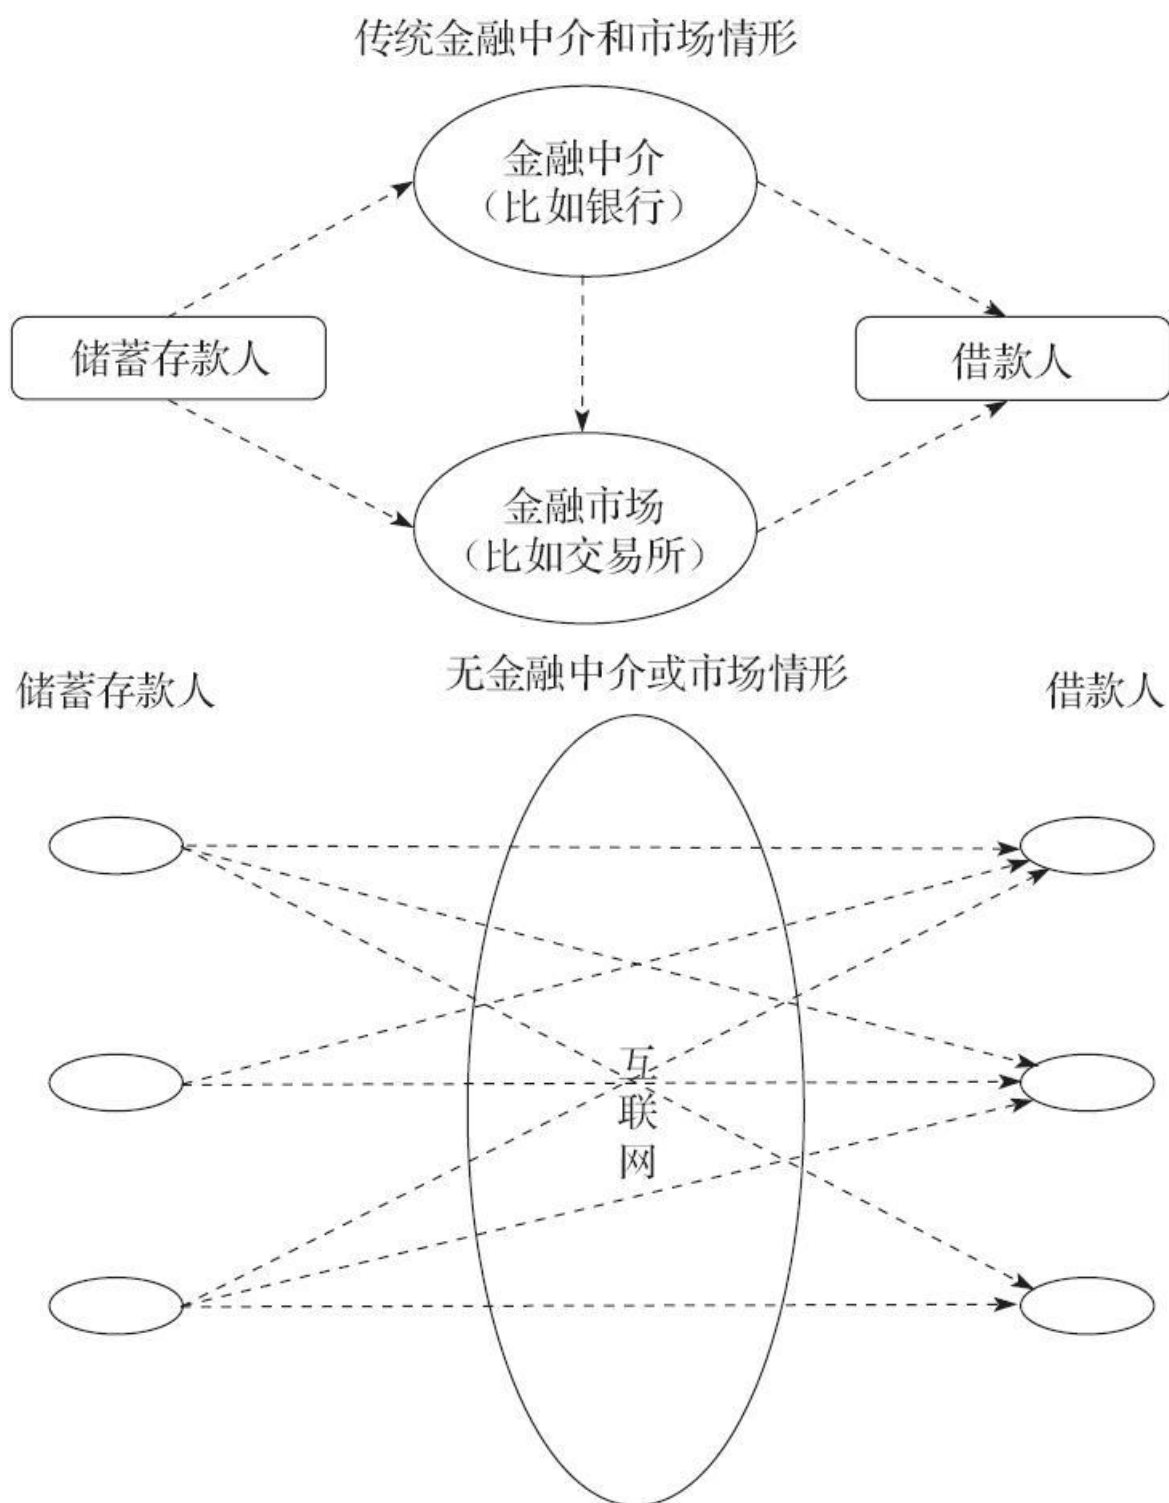 传统金融中介和市场情形
金融中介
（比如银行）
储蓄存款人
借款人
金融市场
（比如交易所）
无金融中介或市场情形
储蓄存款人
借款人
互
联
网